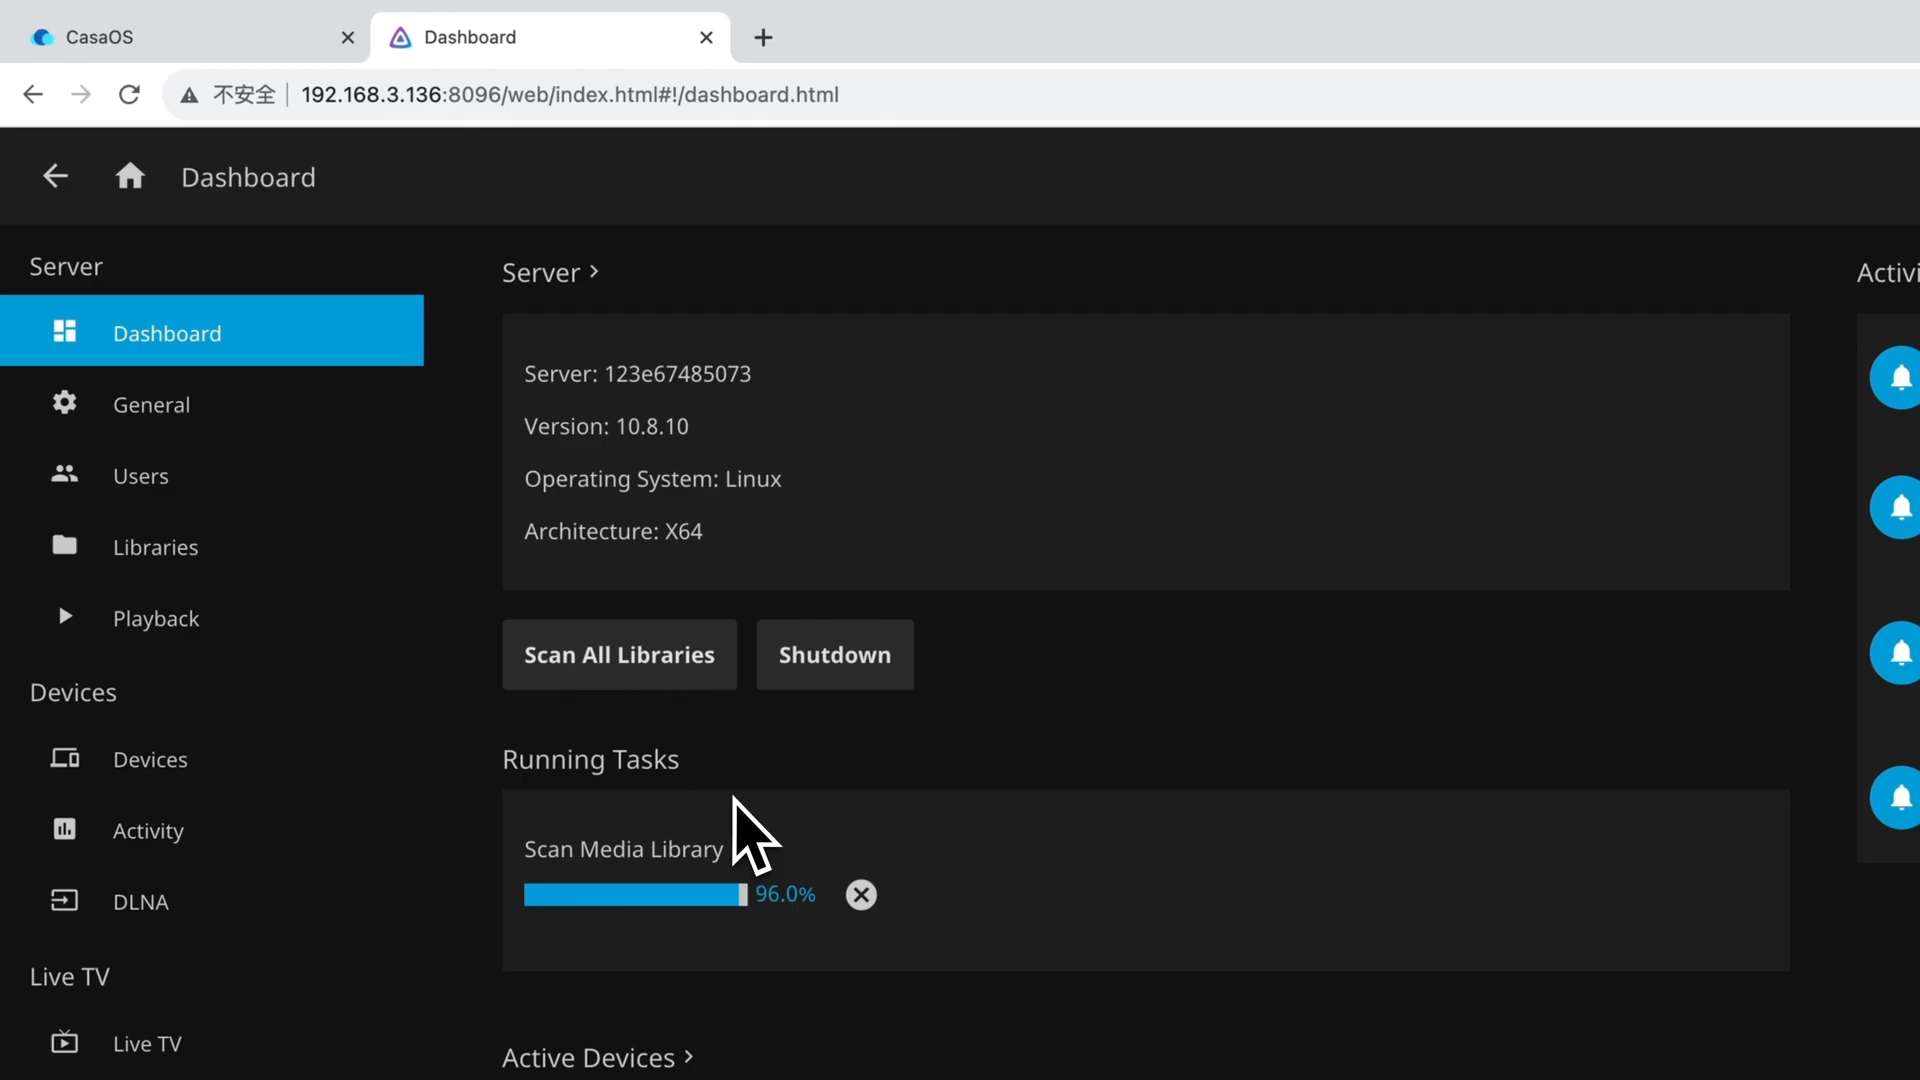 CasaOS
Dashboard
不安全
192.168.3.136:8096/web/index.html#!/dashboard.html
Dashboard
Server
Dashboard
General
Users
Libraries
Playback
Devices
Devices
Activity
DLNA
Live TV
Live TV
Server
Server: 123e67485073
Version: 10.8.10
Operating System: Linux
Architecture: X64
Scan All Libraries
Shutdown
Running Tasks
Scan Media Library
96.0%
Active Devices
Activi